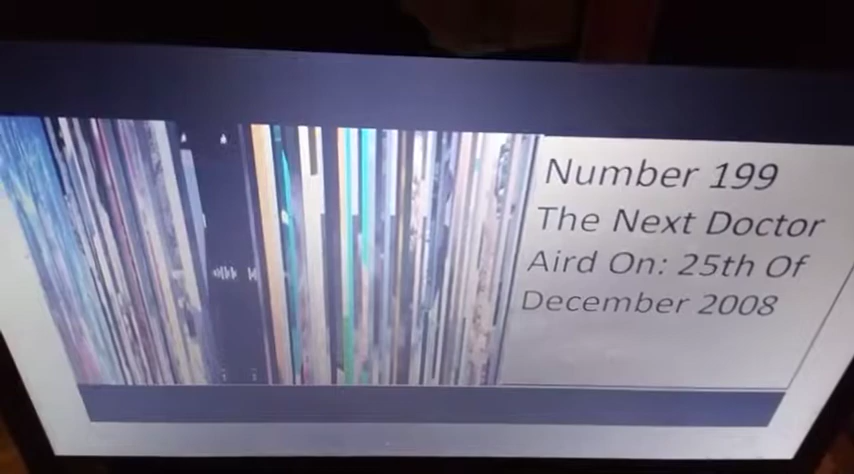 Number 199
The Next Doctor
Aird On: 25th Of
December 2008